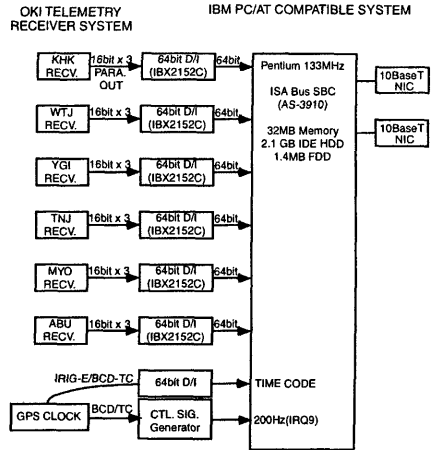 OKI TELEMETRY
RECEIVER SYSTEM
IBM PC/AT COMPATIBLE SYSTEM
KHK
RECV.
16bit x 3
PARA.
OUT
64bit D/I
(IBX2152C)
64bit
Pentium 133MHz
ISA Bus SBC
(AS-3910)
32MB Memory
2.1 GB IDE HDD
1.4MB FDD
10BaseT
NIC
10BaseT
NIC
WTJ
RECV.
16bit x 3
64bit D/I
(IBX2152C)
64bit
YGI
RECV.
16bit x 3
64bit D/I
(IBX2152C)
64bit
TNJ
RECV.
16bit x 3
64bit D/I
(IBX2152C)
64bit
MYO
RECV.
16bit x 3
64bit D/I
(IBX2152C)
64bit
ABU
RECV.
16bit x 3
64bit D/I
(IBX2152C)
64bit
IRIG-E/BCD-TC
64bit D/I
TIME CODE
GPS CLOCK
BCD/TC
CTL. SIG.
Generator
200Hz(IRQ9)